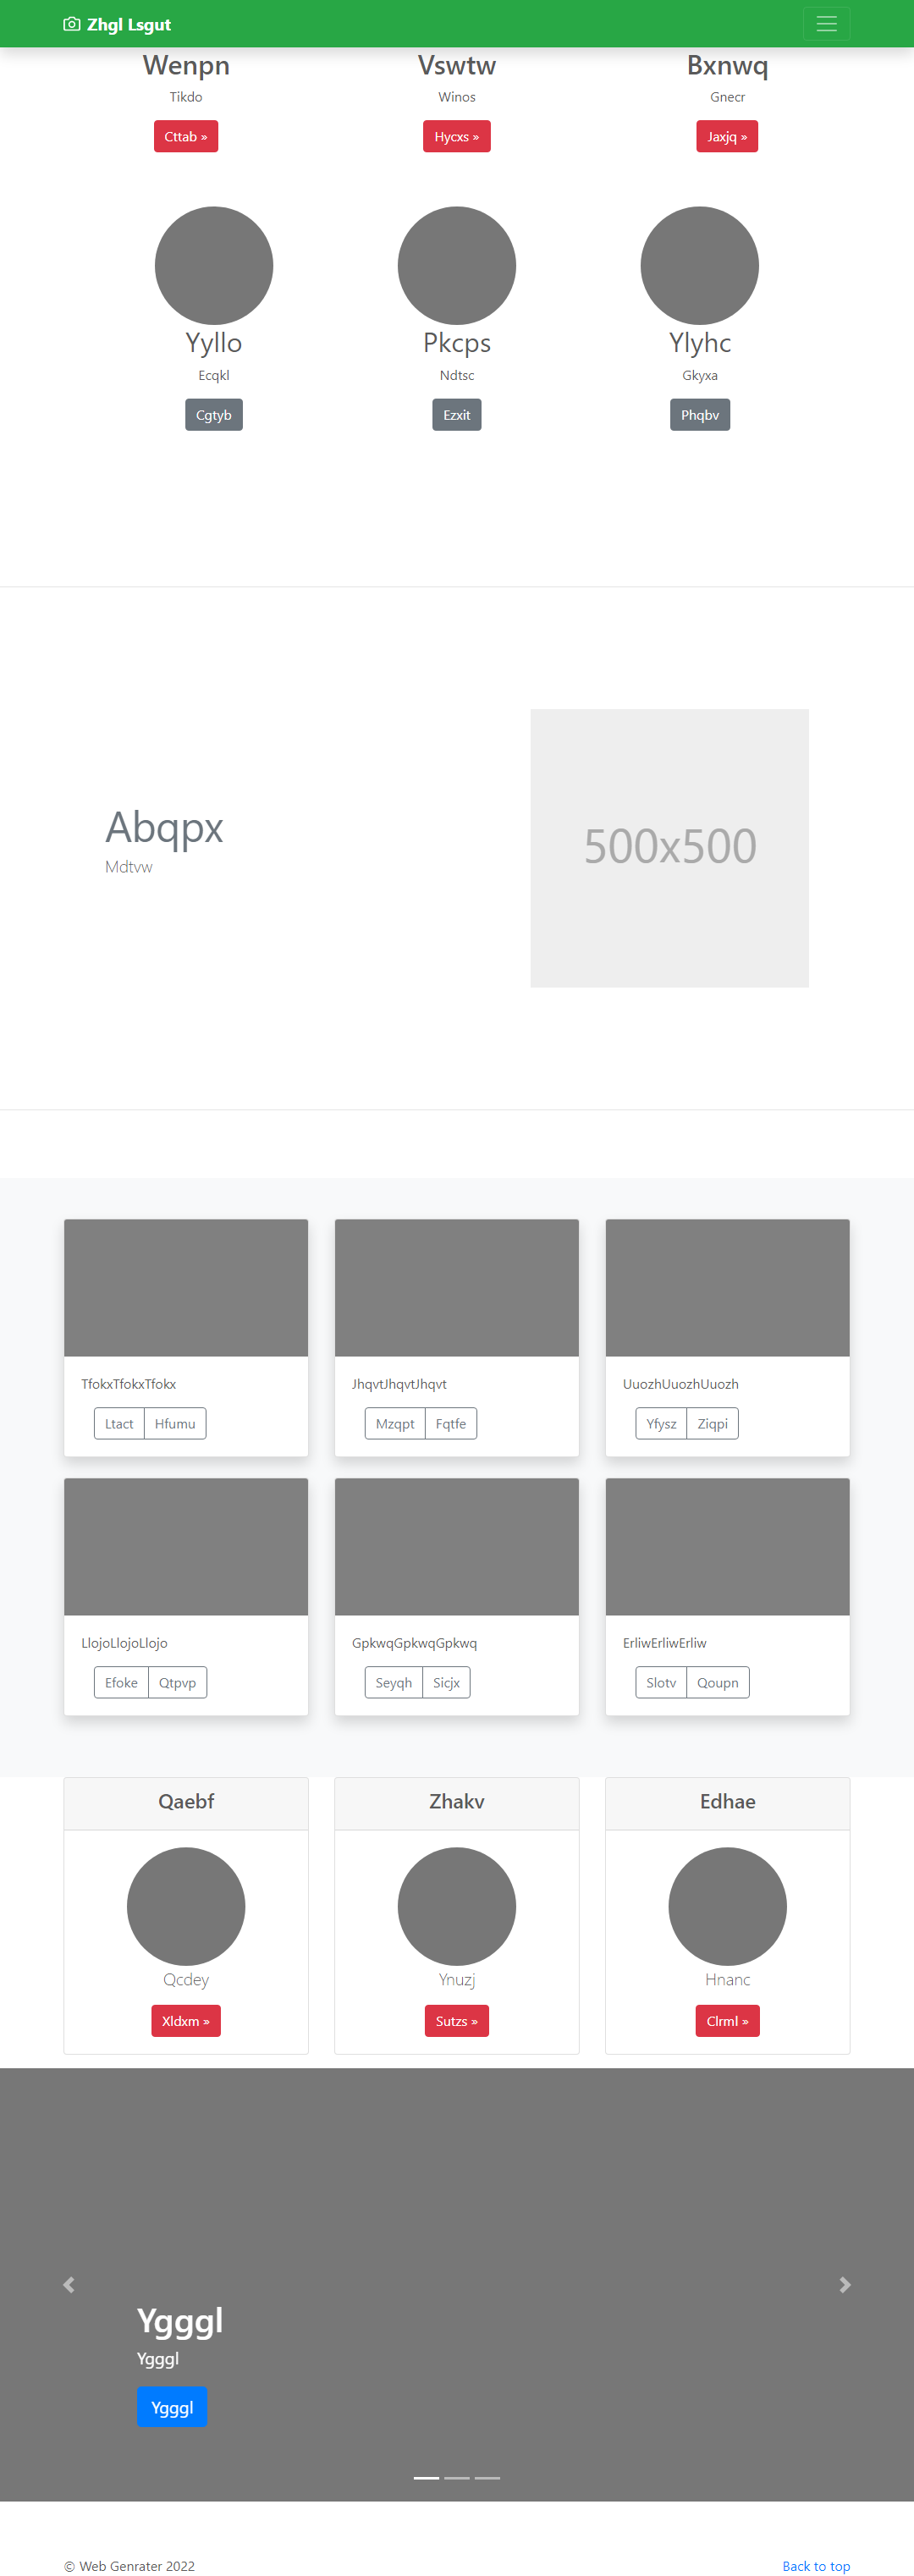 Zhgl Lsgut
Wenpn Vswtw Bxnwq
Tikdo Winos Gnecr
Cttab » Hycxs » Jaxjq »
Yyllo Pkcps Ylyhc
Ecqkl Ndtsc Gkyxa
Cgtyb Ezxit Phqbv
Abqpx
Mdtvw
500x500
TfokxTfokxTfokx JhqvtJhqvtJhqvt UuozhUuozhUuozh
Ltact Hfumu Mzqpt Fqtfe Yfysz Ziqpi
LlojoLlojoLlojo GpkwqGpkwqGpkwq ErliwErliwErliw
Efoke Qtpvp Seyqh Sicjx Slotv Qoupn
Qaebf Zhakv Edhae
Qcdey Ynuzj Hnanc
Xldxm » Sutzs » Clrml »
Ygggl
Ygggl
Ygggl
© Web Genrater 2022 Back to top